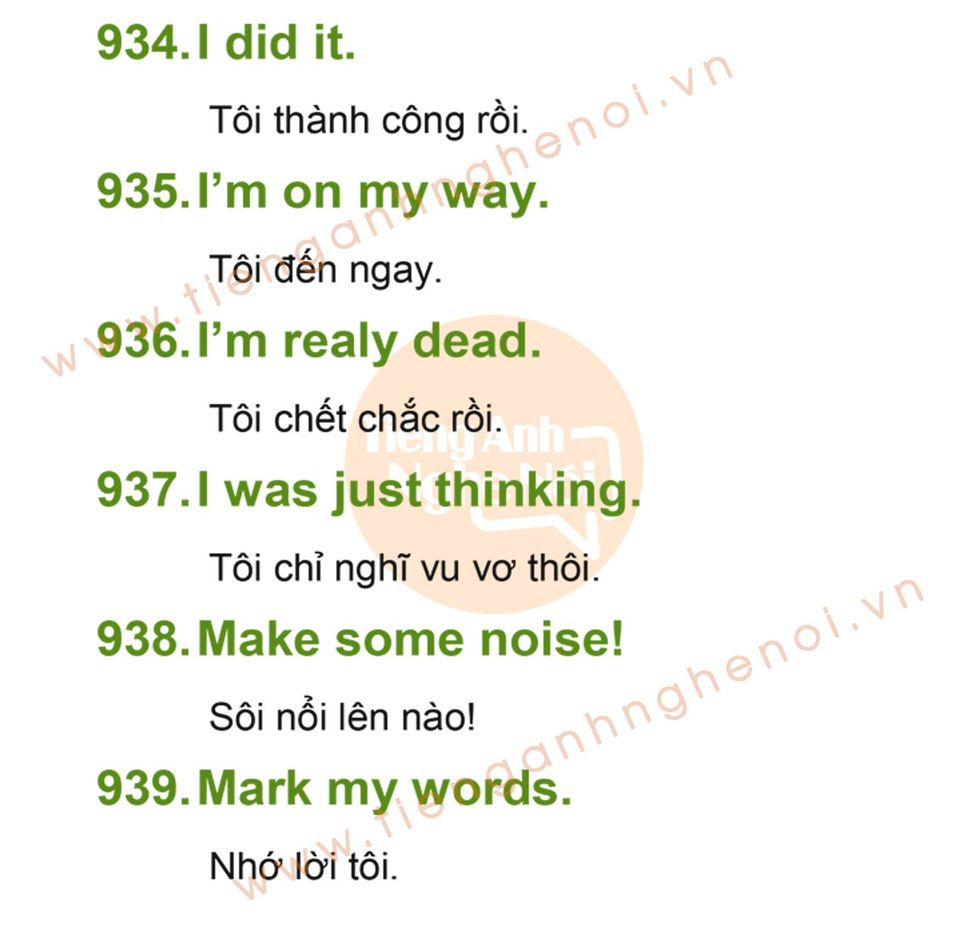 934. I did it.
Tôi thành công rồi.
935. I’m on my way.
Tôi đến ngay.
936. I’m realy dead.
Tôi chết chắc rồi.
Tiếng Anh
Nghe Nói
937. I was just thinking.
Tôi chỉ nghĩ vu vơ thôi.
938. Make some noise!
Sôi nổi lên nào!
939. Mark my words.
Nhớ lời tôi.
www.tienganhnghenoi.vn
www.tienganhnghenoi.vn